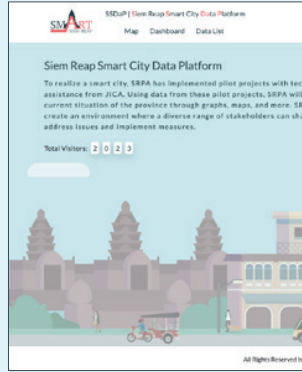 SMART
SIEM REAP
SSDaP | Siem Reap Smart City Data Platform
Map Dashboard Data List
Siem Reap Smart City Data Platform
To realize a smart city, SRPA has implemented pilot projects with tec
assistance from JICA. Using data from these pilot projects, SRPA will
current situation of the province through graphs, maps, and more. SR
create an environment where a diverse range of stakeholders can sha
address issues and implement measures.
Total Visitors: 2 0 2 3
All Rights Reserved b